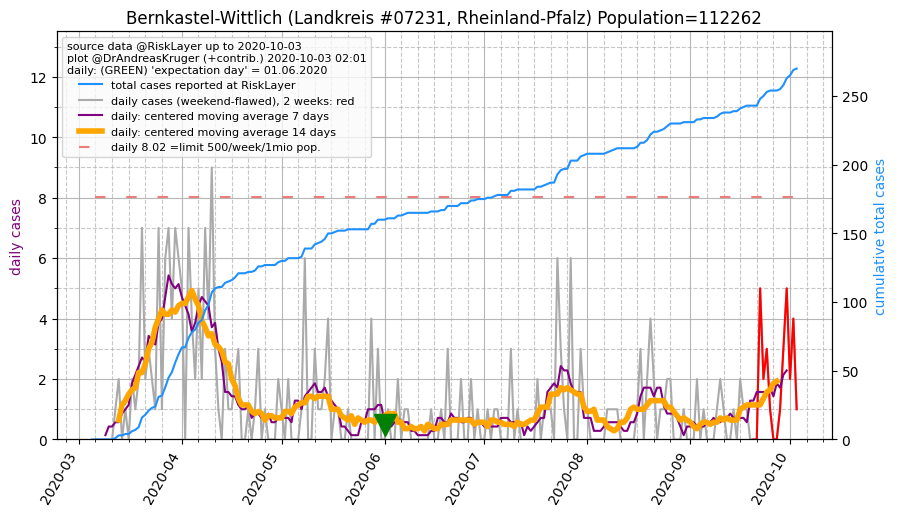 Bernkastel-Wittlich (Landkreis #07231, Rheinland-Pfalz) Population=112262
source data @RiskLayer up to 2020-10-03
plot @DrAndreasKruger (+contrib.) 2020-10-03 02:01
daily: (GREEN) 'expectation day' = 01.06.2020
total cases reported at RiskLayer
daily cases (weekend-flawed), 2 weeks: red
daily: centered moving average 7 days
daily: centered moving average 14 days
daily 8.02 =limit 500/week/1mio pop.
daily cases
12
10
8
6
4
2
0
cumulative total cases
250
200
150
100
50
0
2020-03
2020-04
2020-05
2020-06
2020-07
2020-08
2020-09
2020-10